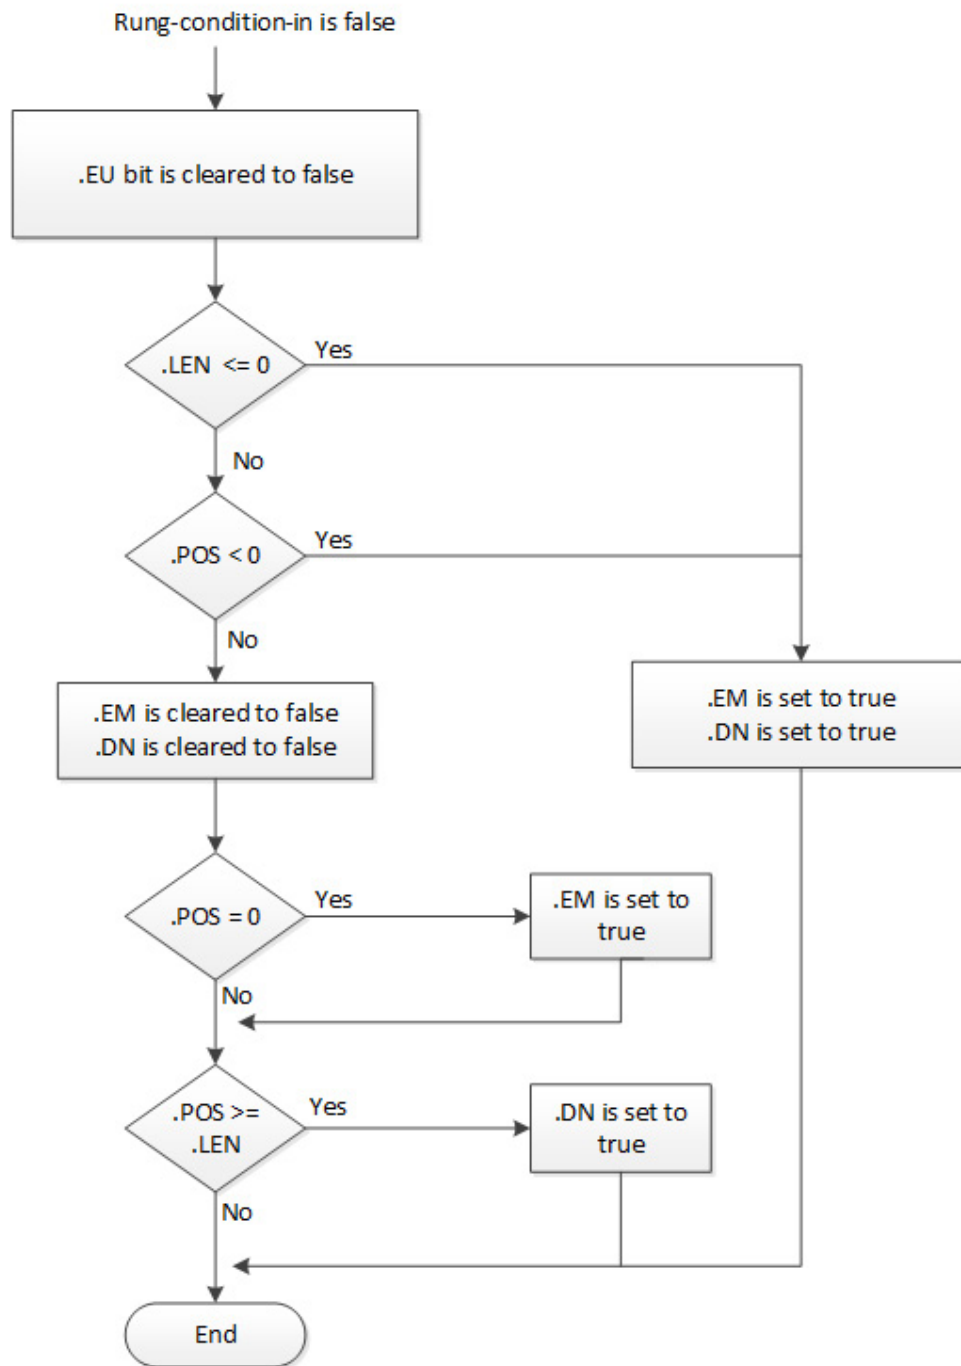 Rung-condition-in is false
.EU bit is cleared to false
.LEN <= 0
Yes
No
.POS < 0
Yes
No
.EM is cleared to false
.DN is cleared to false
.EM is set to true
.DN is set to true
.POS = 0
Yes
.EM is set to
true
No
.POS >=
.LEN
Yes
.DN is set to
true
No
End